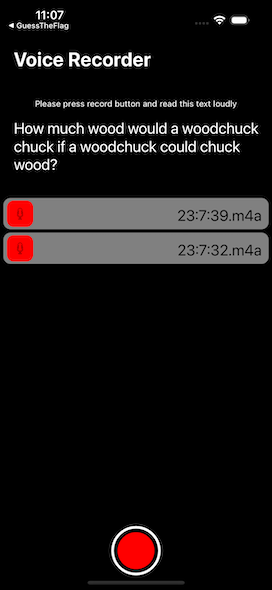 11:07
◀ GuessTheFlag
Voice Recorder
Please press record button and read this text loudly
How much wood would a woodchuck
chuck if a woodchuck could chuck
wood?
23:7:39.m4a
23:7:32.m4a